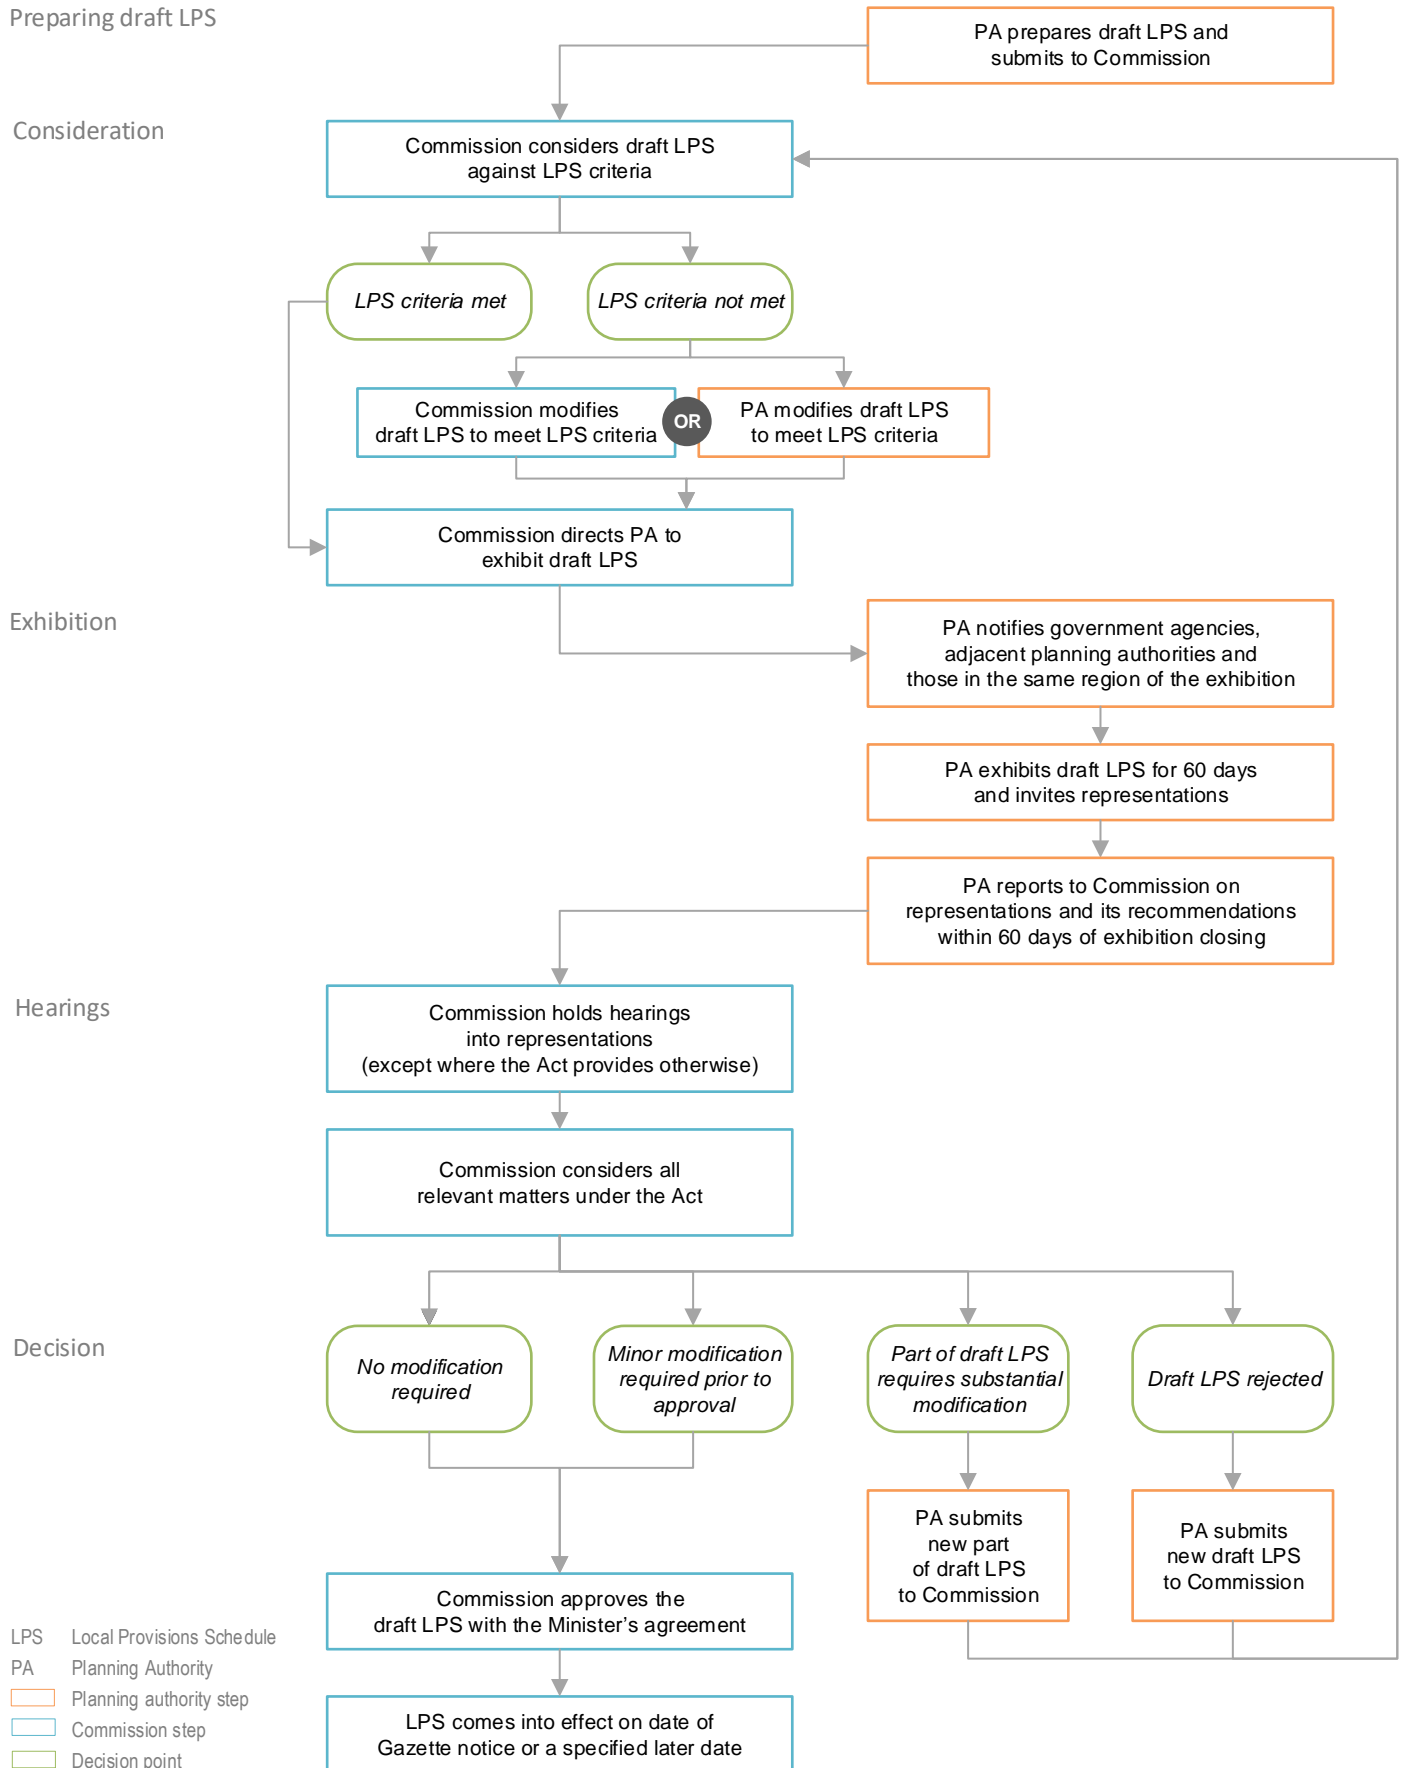 Preparing draft LPS
PA prepares draft LPS and
submits to Commission
Consideration
Commission considers draft LPS
against LPS criteria
LPS criteria met
LPS criteria not met
Commission modifies
draft LPS to meet LPS criteria
OR
PA modifies draft LPS
to meet LPS criteria
Commission directs PA to
exhibit draft LPS
Exhibition
PA notifies government agencies,
adjacent planning authorities and
those in the same region of the exhibition
PA exhibits draft LPS for 60 days
and invites representations
PA reports to Commission on
representations and its recommendations
within 60 days of exhibition closing
Hearings
Commission holds hearings
into representations
(except where the Act provides otherwise)
Commission considers all
relevant matters under the Act
Decision
No modification
required
Minor modification
required prior to
approval
Part of draft LPS
requires substantial
modification
Draft LPS rejected
PA submits
new part
of draft LPS
to Commission
PA submits
new draft LPS
to Commission
Commission approves the
draft LPS with the Minister's agreement
LPS comes into effect on date of
Gazette notice or a specified later date
LPS Local Provisions Schedule
PA Planning Authority
Planning authority step
Commission step
Decision point